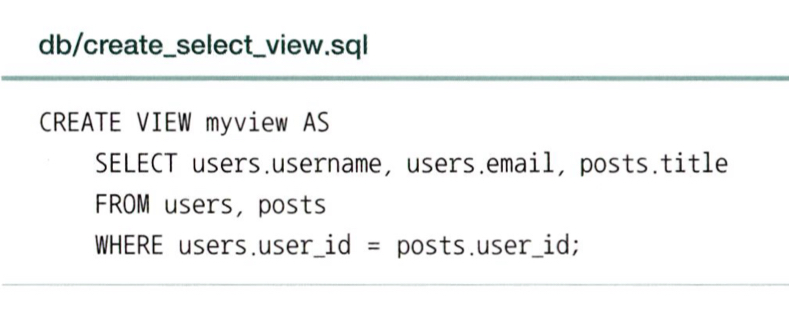 db/create_select_view.sql
CREATE VIEW myview AS
SELECT users.username, users.email, posts.title
FROM users, posts
WHERE users.user_id = posts.user_id;